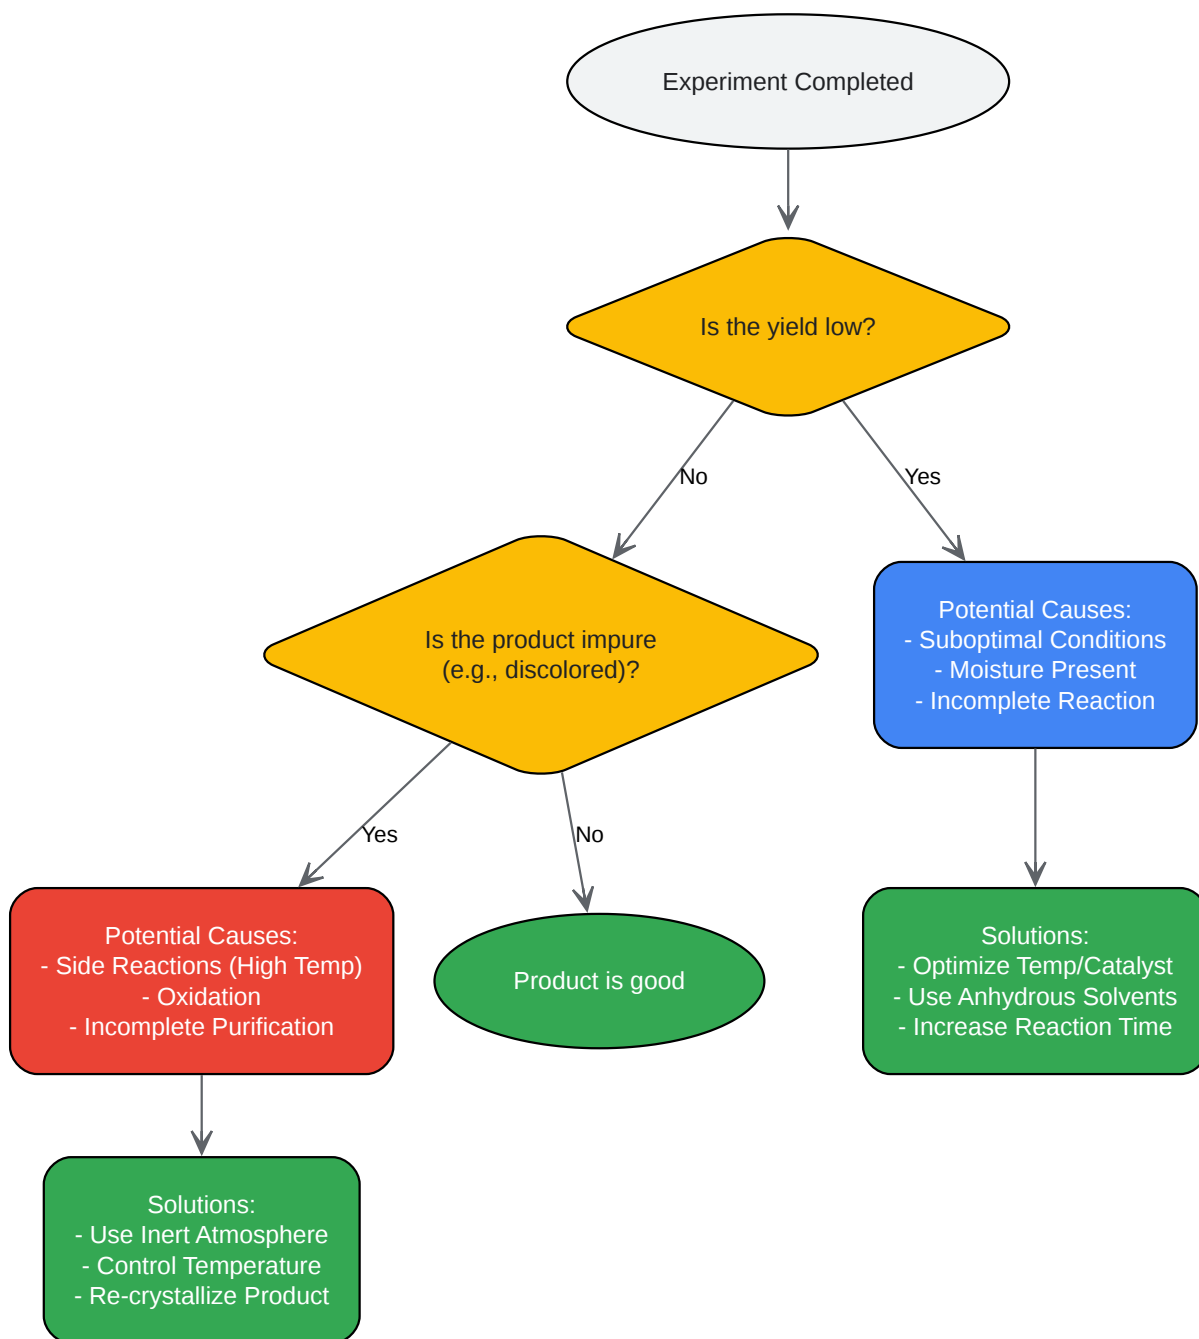 Experiment Completed
Is the yield low?
No
Yes
Is the product impure
(e.g., discolored)?
Potential Causes:
- Suboptimal Conditions
- Moisture Present
- Incomplete Reaction
Yes
No
Potential Causes:
- Side Reactions (High Temp)
- Oxidation
- Incomplete Purification
Product is good
Solutions:
- Optimize Temp/Catalyst
- Use Anhydrous Solvents
- Increase Reaction Time
Solutions:
- Use Inert Atmosphere
- Control Temperature
- Re-crystallize Product